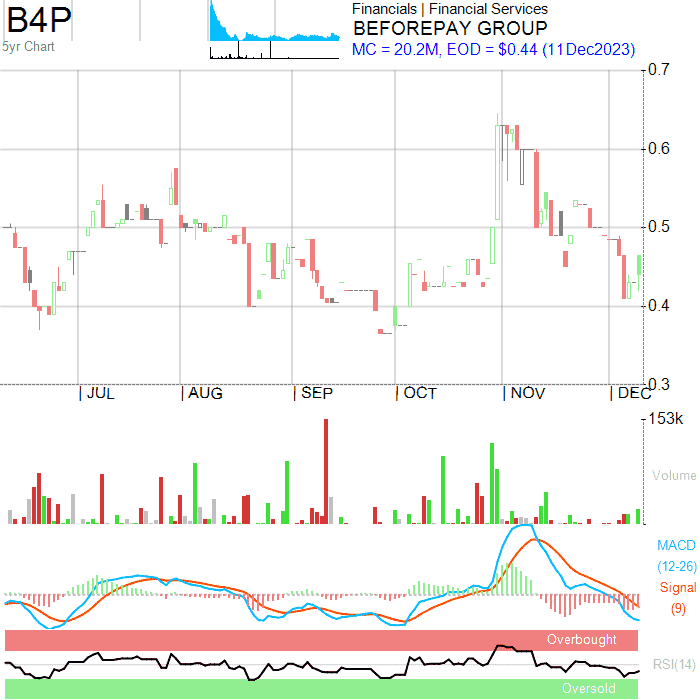 B4P
5yr Chart
Financials | Financial Services
BEFOREPAY GROUP
MC = 20.2M, EOD = $0.44 (11Dec2023)
0.7
0.6
0.5
0.4
0.3
| JUL | AUG | SEP | OCT | NOV | DEC
153k
Volume
MACD
(12-26)
Signal
(9)
Overbought
RSI(14)
Oversold